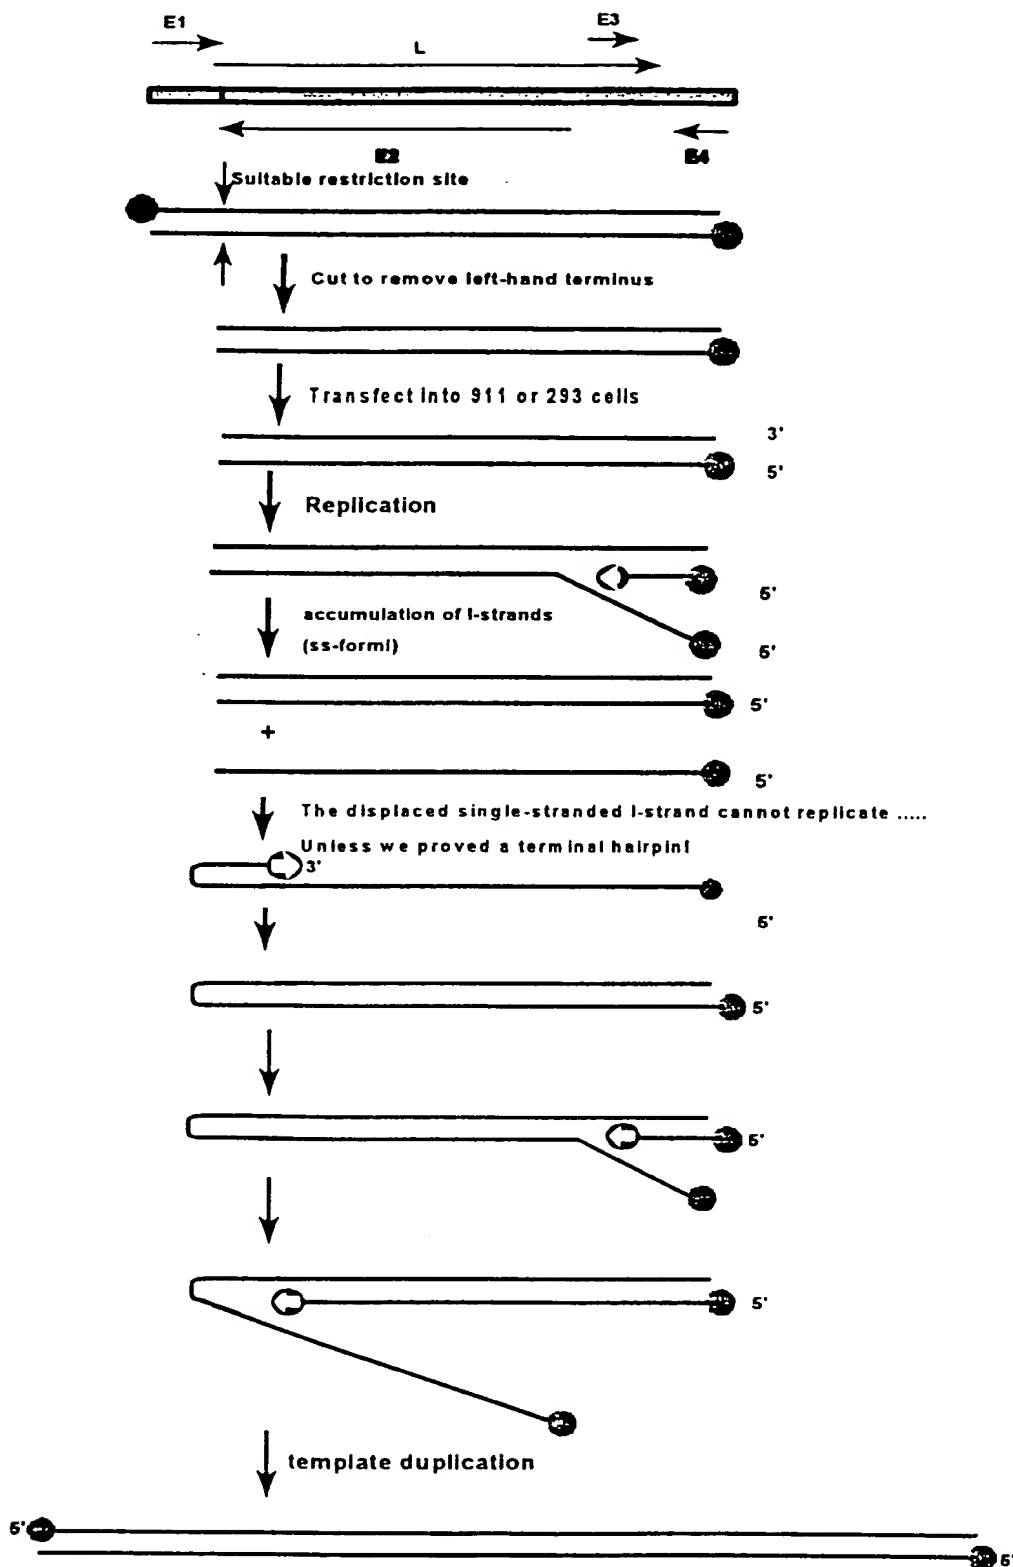 E1
E3
L
E2
E4
Suitable restriction site
Cut to remove left-hand terminus
Transfect into 911 or 293 cells
3'
5'
Replication
5'
accumulation of l-strands
(ss-form!)
5'
5'
+
5'
The displaced single-stranded l-strand cannot replicate .....
Unless we proved a terminal hairpin!
3'
5'
5'
5'
5'
template duplication
5'
5'